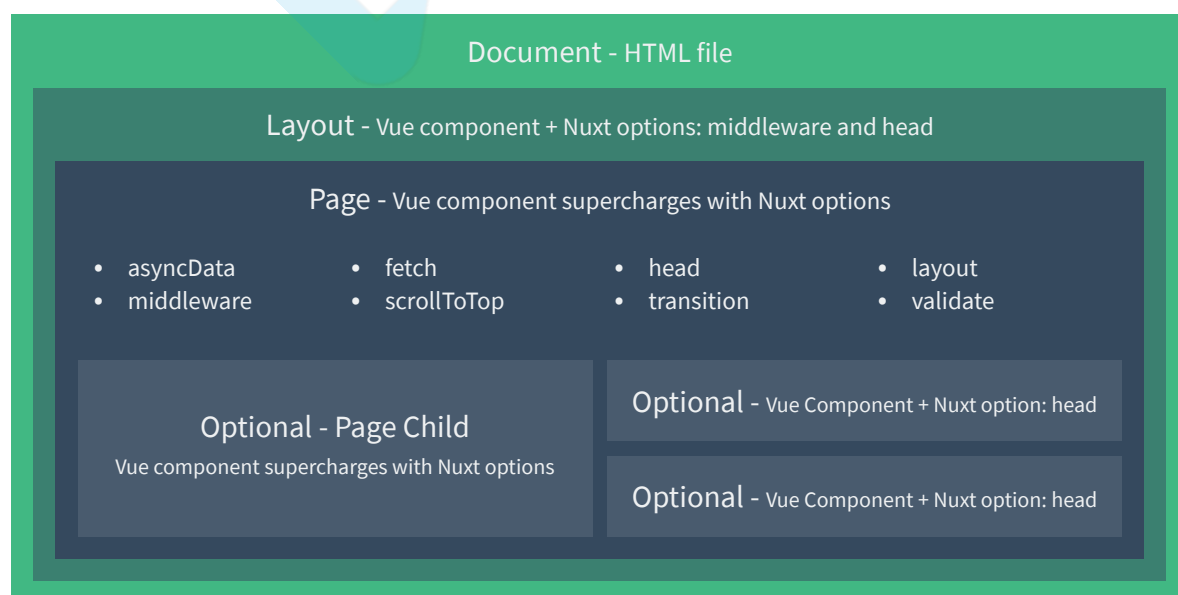 Document - HTML file
Layout - Vue component + Nuxt options: middleware and head
Page - Vue component supercharges with Nuxt options
• asyncData
• middleware
• fetch
• scrollToTop
• head
• transition
• layout
• validate
Optional - Page Child
Vue component supercharges with Nuxt options
Optional - Vue Component + Nuxt option: head
Optional - Vue Component + Nuxt option: head